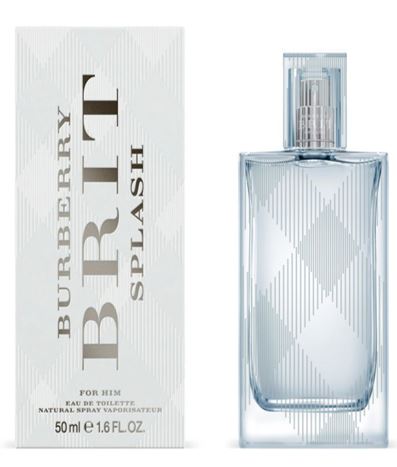 BURBERRY
BRIT
SPLASH
FOR HIM
EAU DE TOILETTE
NATURAL SPRAY VAPORISATEUR
50 ml e 1.6 FL. OZ.